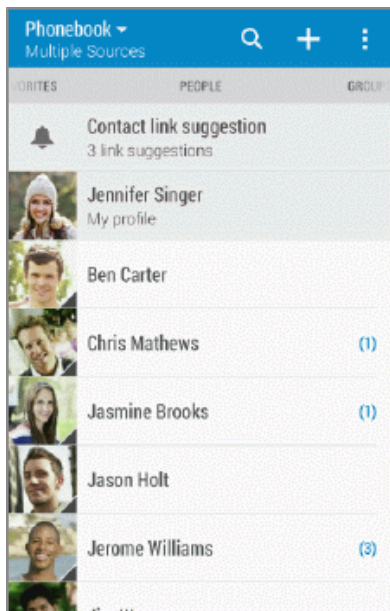 Phonebook
Multiple Sources
PEOPLE
Contact link suggestion
3 link suggestions
Jennifer Singer
My profile
Ben Carter
Chris Mathews (1)
Jasmine Brooks (1)
Jason Holt
Jerome Williams (3)